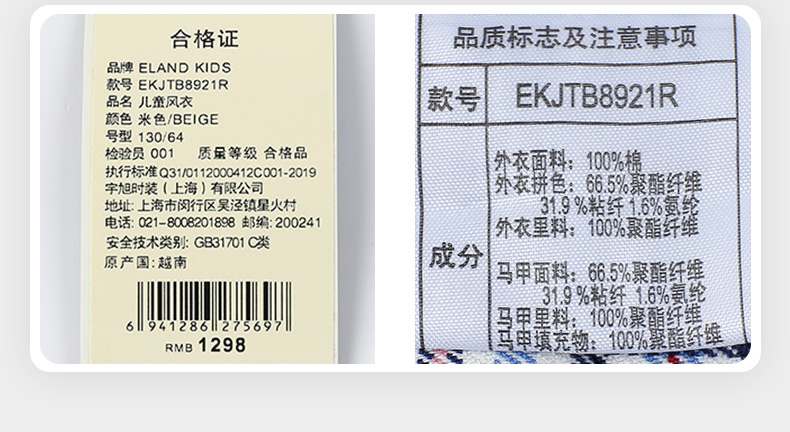 合格证
品牌 ELAND KIDS
款号 EKJTB8921R
品名 儿童风衣
颜色 米色/BEIGE
号型 130/64
检验员 001 质量等级 合格品
执行标准Q31/0112000412C001-2019
宇旭时装（上海）有限公司
地址: 上海市闵行区吴泾镇星火村
电话: 021-8008201898 邮编: 200241
安全技术类别: GB31701 C类
原产国:越南
6 941286 275697
RMB 1298
品质标志及注意事项
款号 EKJTB8921R
成分
外衣面料：100%棉
外衣拼色：66.5%聚酯纤维
31.9%粘纤 1.6%氨纶
外衣里料：100%聚酯纤维
马甲面料：66.5%聚酯纤维
31.9%粘纤 1.6%氨纶
马甲里料：100%聚酯纤维
马甲填充物：100%聚酯纤维